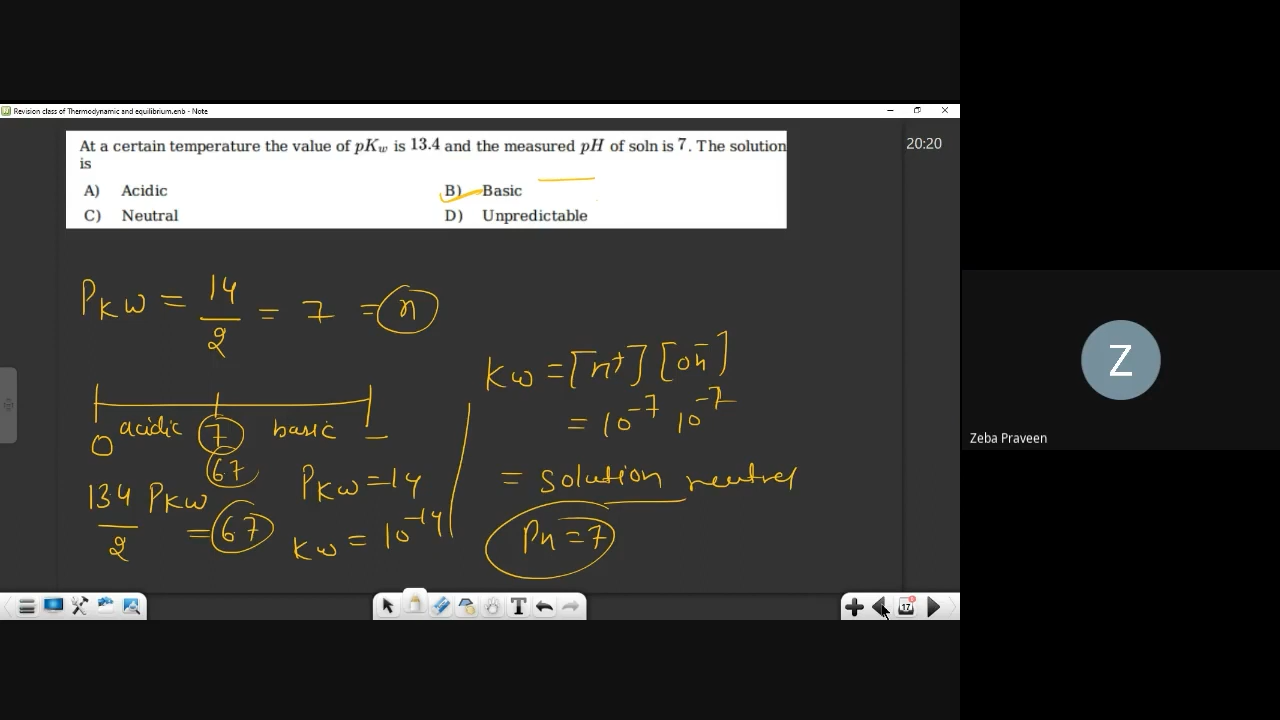 Revision class of Thermodynamic and equilibrium.enb - Note
20:20
At a certain temperature the value of pKw is 13.4 and the measured pH of soln is 7. The solution
is
A) Acidic
B) Basic
C) Neutral
D) Unpredictable
PKW = 14/2 = 7 = n
Kw = [H+] [OH-]
= 10-7 10-7
= solution neutral
PH = 7
acidic 7 basic
0
6.7
13.4/2 PKW = 6.7
PKW = 14
Kw = 10-14
T
17
Z
Zeba Praveen